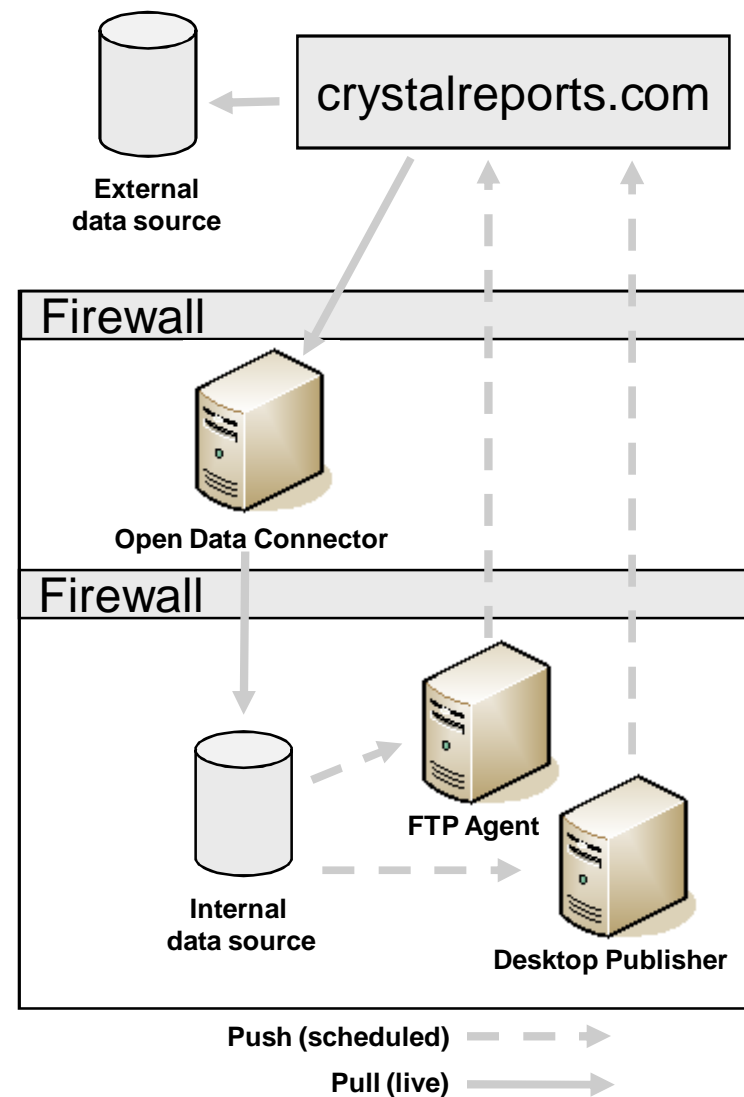 crystalreports.com
External
data source
Firewall
Open Data Connector
Firewall
FTP Agent
Internal
data source
Desktop Publisher
Push (scheduled)
Pull (live)